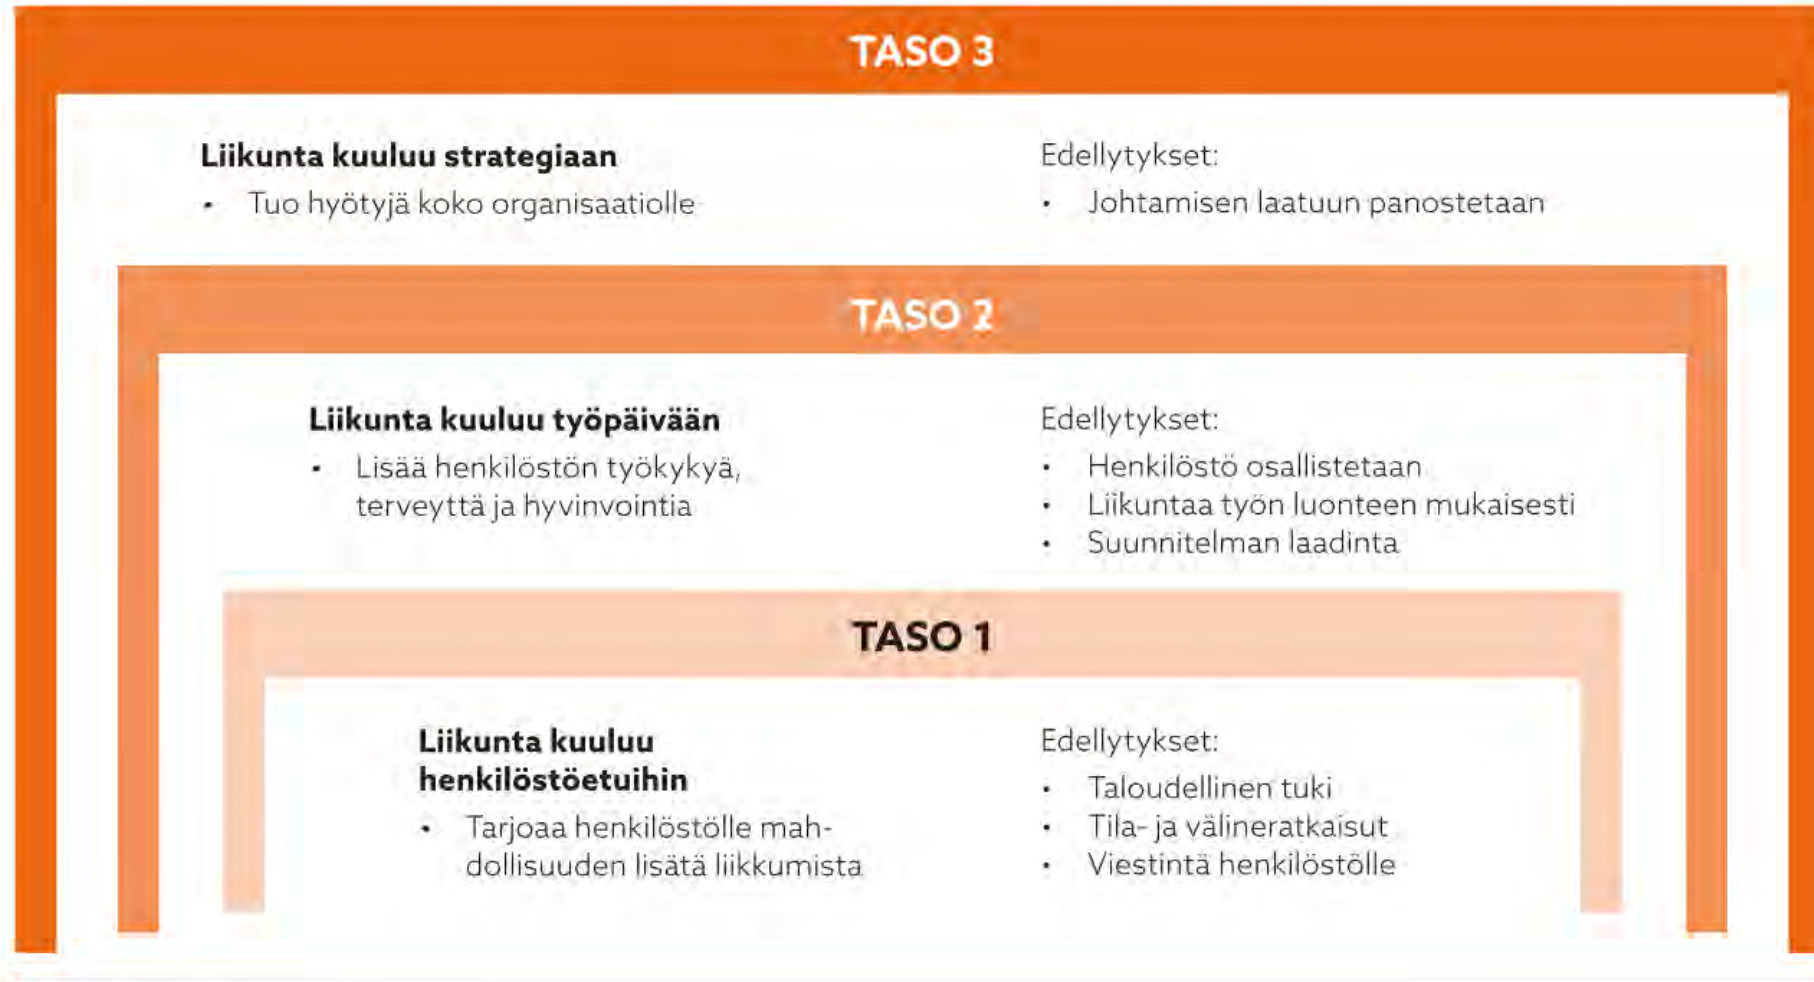 TASO 3
Liikunta kuuluu strategiaan
• Tuo hyötyjä koko organisaatiolle
Edellytykset:
• Johtamisen laatuun panostetaan
TASO 2
Liikunta kuuluu työpäivään
• Lisää henkilöstön työkykyä,
terveyttä ja hyvinvointia
Edellytykset:
• Henkilöstö osallistetaan
• Liikuntaa työn luonteen mukaisesti
• Suunnitelman laadinta
TASO 1
Liikunta kuuluu
henkilöstöetuihin
• Tarjoaa henkilöstölle mah-
dollisuuden lisätä liikkumista
Edellytykset:
• Taloudellinen tuki
• Tila- ja välineratkaisut
• Viestintä henkilöstölle